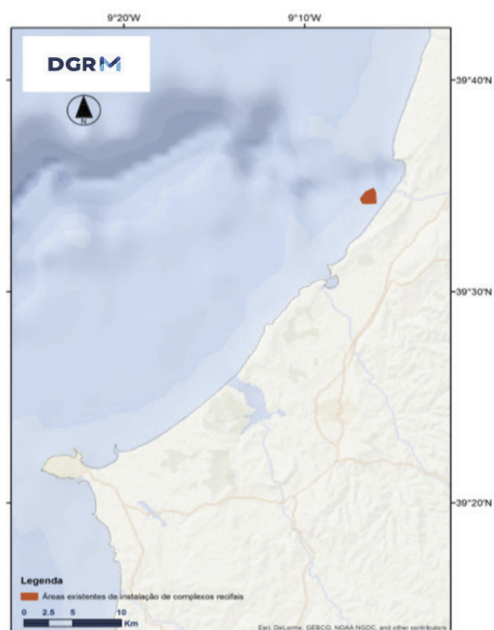 9°20'W 9°10'W
DGRM
N
39°40'N
39°30'N
39°20'N
Legenda
Áreas existentes de instalação de complexos recifais
0 2.5 5 10
Km
Esri, DeLorme, GEBCO, NOAA NGDC, and other contributors